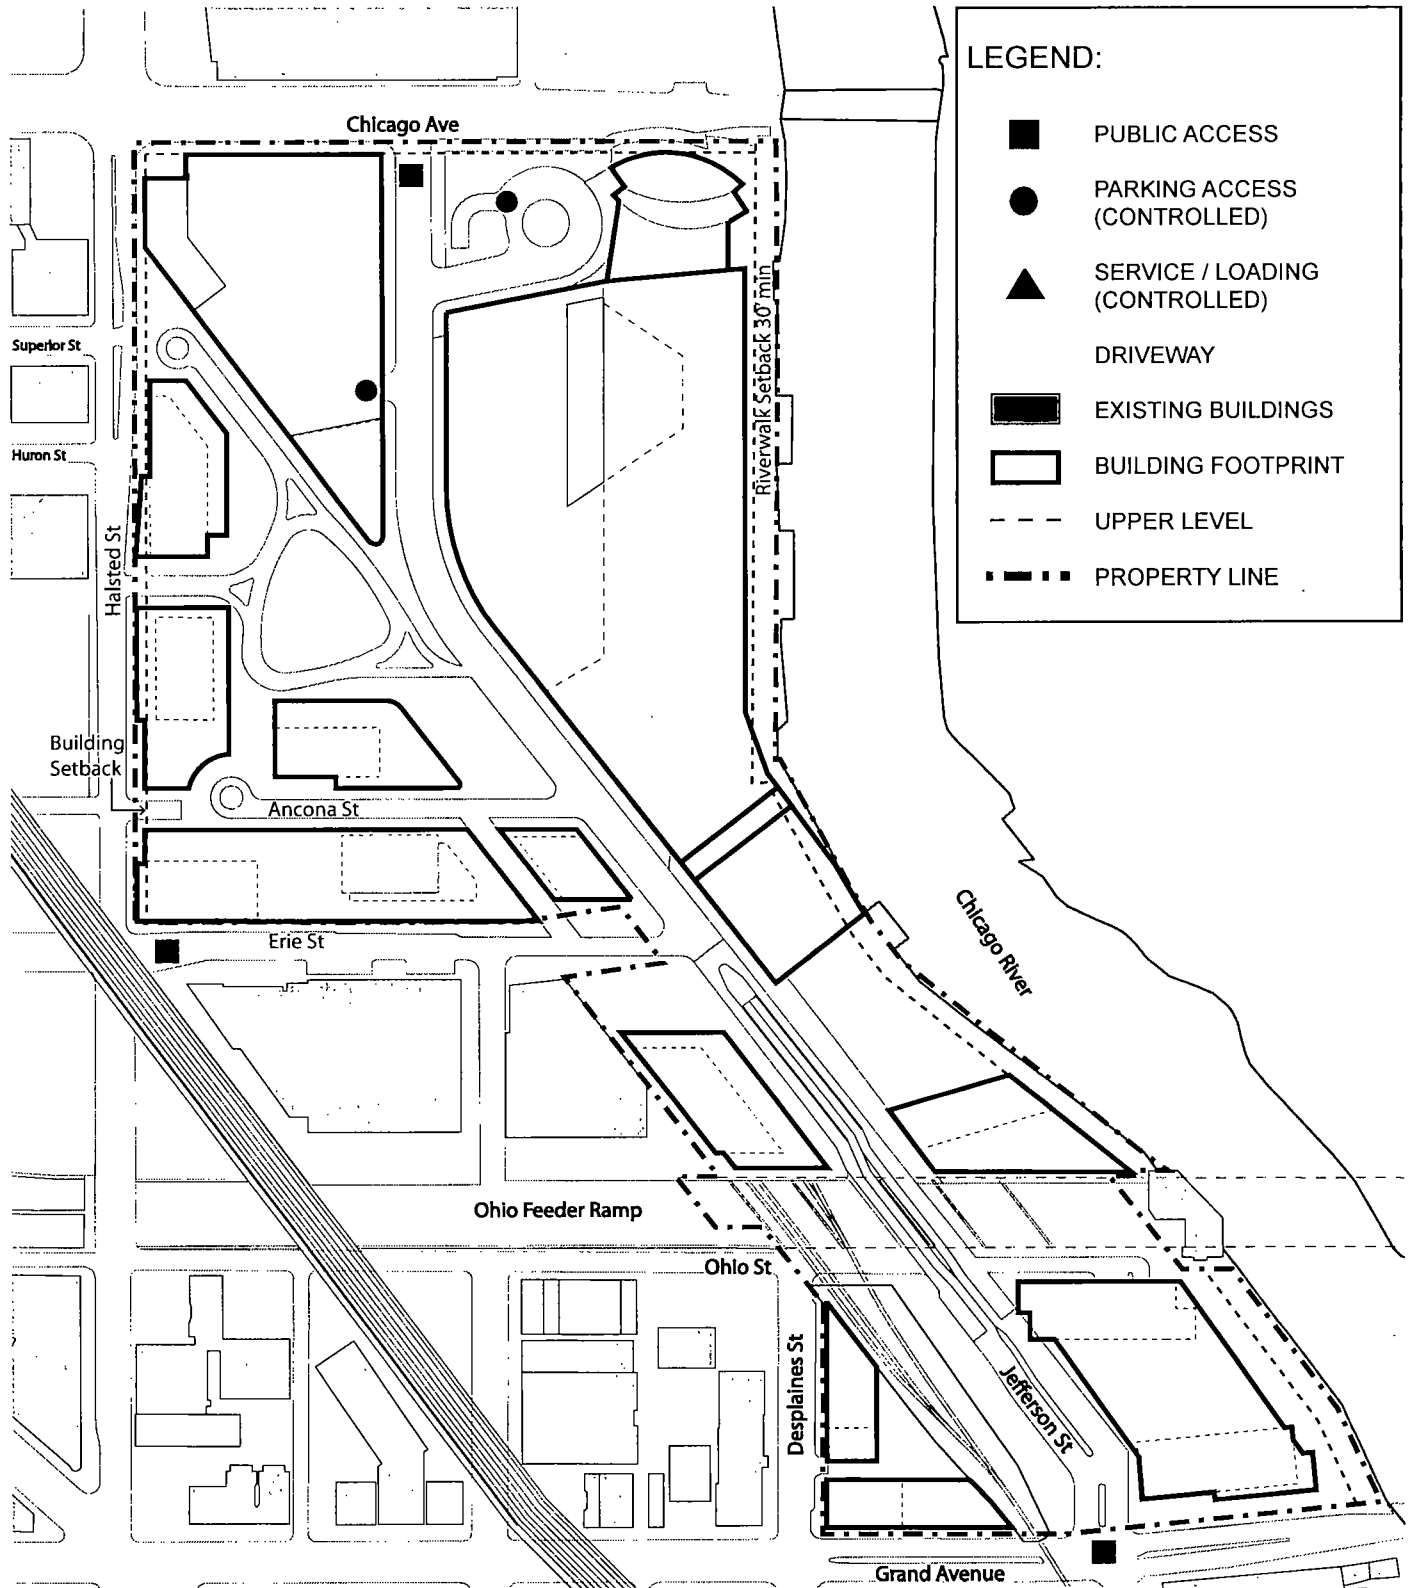 LEGEND:
PUBLIC ACCESS
PARKING ACCESS
(CONTROLLED)
SERVICE / LOADING
(CONTROLLED)
DRIVEWAY
EXISTING BUILDINGS
BUILDING FOOTPRINT
UPPER LEVEL
PROPERTY LINE
Chicago Ave
Superior St
Huron St
Halsted St
Riverwalk Setback 30' min
Building
Setback
Ancona St
Erie St
Chicago River
Ohio Feeder Ramp
Ohio St
Desplaines St
Jefferson St
Grand Avenue